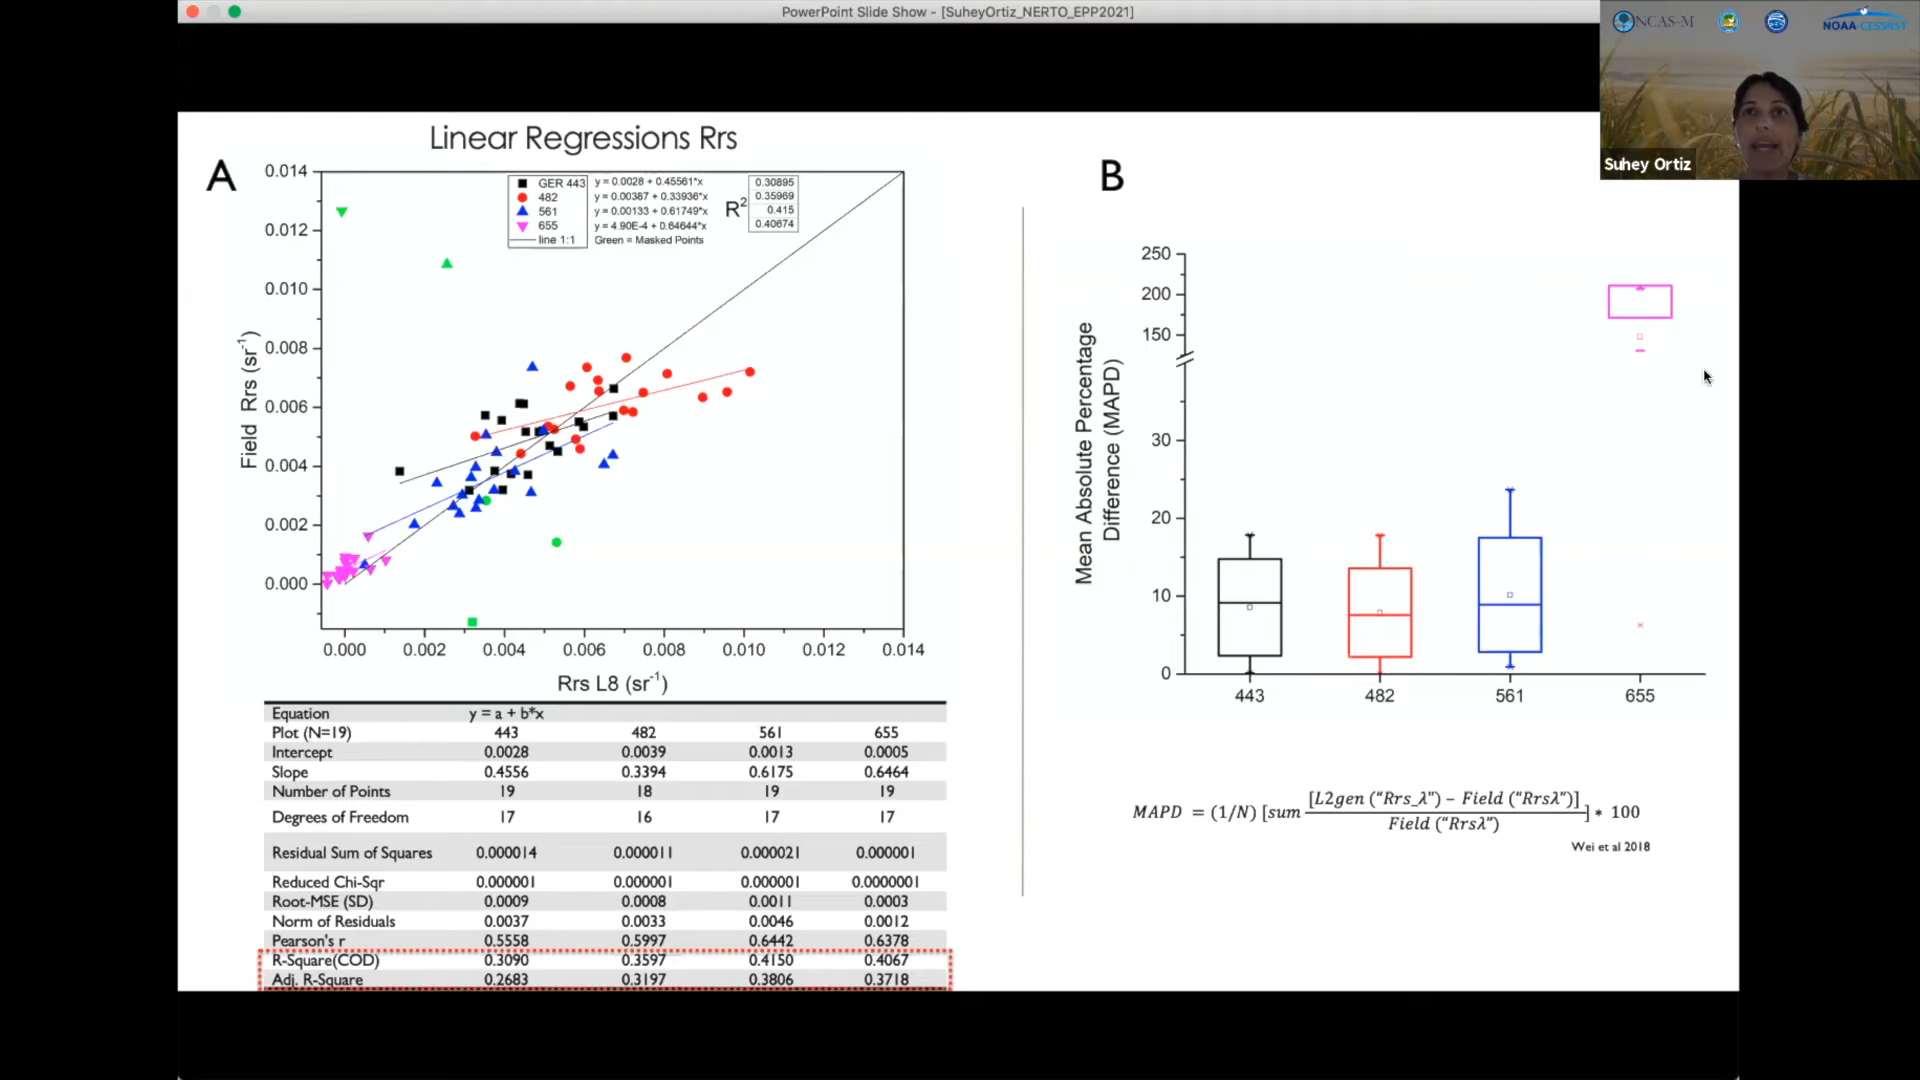 PowerPoint Slide Show - [SuheyOrtiz_NERTO_EPP2021]
NCAS-M
NOAA-CESSRST
Suhey Ortiz
Linear Regressions Rrs
A
Field Rrs (sr-1)
0.014
0.012
0.010
0.008
0.006
0.004
0.002
0.000
GER 443 y = 0.0028 + 0.45561*x
482 y = 0.00387 + 0.33936*x
561 y = 0.00133 + 0.61749*x
655 y = 4.90E-4 + 0.64644*x
line 1:1 Green = Masked Points
R2
0.30895
0.35969
0.415
0.40674
0.000 0.002 0.004 0.006 0.008 0.010 0.012 0.014
Rrs L8 (sr-1)
Equation y = a + b*x
Plot (N=19) 443 482 561 655
Intercept 0.0028 0.0039 0.0013 0.0005
Slope 0.4556 0.3394 0.6175 0.6464
Number of Points 19 18 19 19
Degrees of Freedom 17 16 17 17
Residual Sum of Squares 0.000014 0.000011 0.000021 0.000001
Reduced Chi-Sqr 0.000001 0.000001 0.000001 0.0000001
Root-MSE (SD) 0.0009 0.0008 0.0011 0.0003
Norm of Residuals 0.0037 0.0033 0.0046 0.0012
Pearson's r 0.5558 0.5997 0.6442 0.6378
R-Square(COD) 0.3090 0.3597 0.4150 0.4067
Adj. R-Square 0.2683 0.3197 0.3806 0.3718
B
Mean Absolute Percentage
Difference (MAPD)
250
200
150
30
20
10
0
443 482 561 655
MAPD = (1/N) [sum [L2gen (“Rrs_λ”) – Field (“Rrsλ”)] / Field (“Rrsλ”) ] * 100
Wei et al 2018